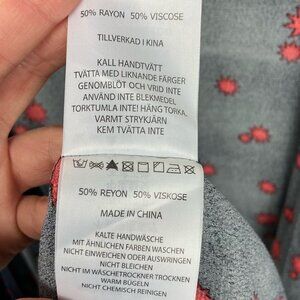 50% RAYON 50% VISCOSE
TILLVERKAD I KINA
KALL HANDTVÄTT
TVÄTTA MED LIKNANDE FÄRGER
GENOMBLÖT OCH VRID INTE
ANVÄND INTE BLEKMEDEL
TORKTUMLA INTE! HÄNG TORKA,
VARMT STRYKJÄRN
KEM TVÄTTA INTE
50% REYON 50% VISKOSE
MADE IN CHINA
KALTE HANDWÄSCHE
MIT ÄHNLICHEN FARBEN WASCHEN
NICHT EINWEICHEN ODER AUSWRINGEN
NICHT BLEICHEN
NICHT IM WÄSCHETROCKNER TROCKNEN
WARM BÜGELN
NICHT CHEMISCH REINIGEN